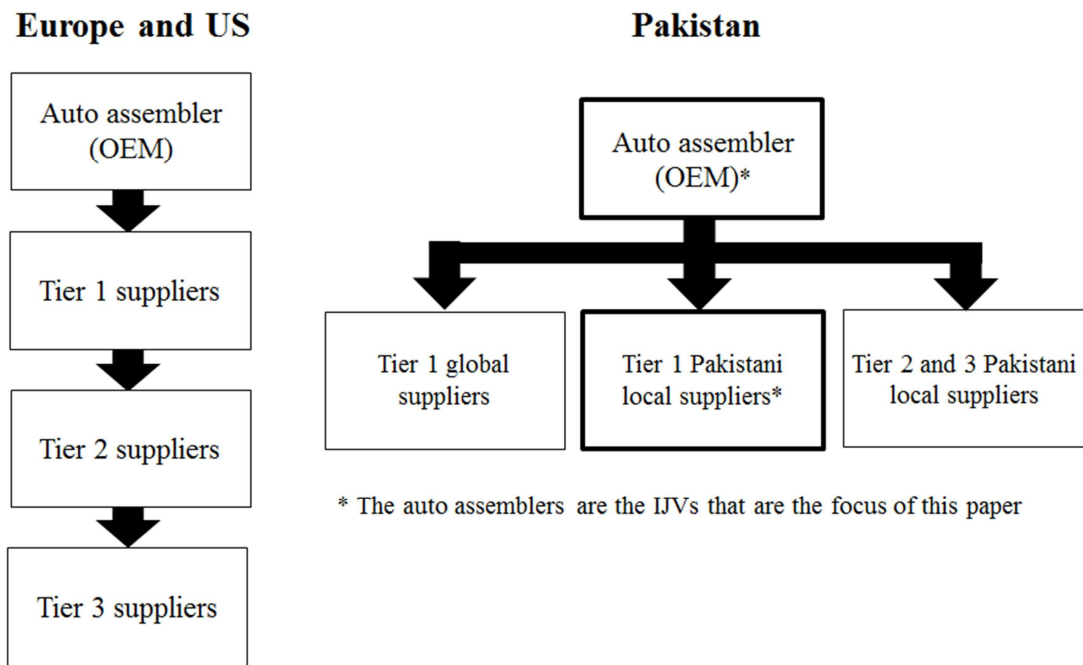 Europe and US
Auto assembler
(OEM)
Tier 1 suppliers
Tier 2 suppliers
Tier 3 suppliers
Pakistan
Auto assembler
(OEM)*
Tier 1 global
suppliers
Tier 1 Pakistani
local suppliers*
Tier 2 and 3 Pakistani
local suppliers
* The auto assemblers are the IJVs that are the focus of this paper